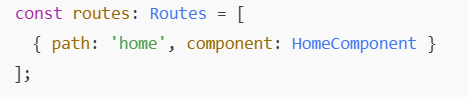 const routes: Routes = [
  { path: 'home', component: HomeComponent }
];